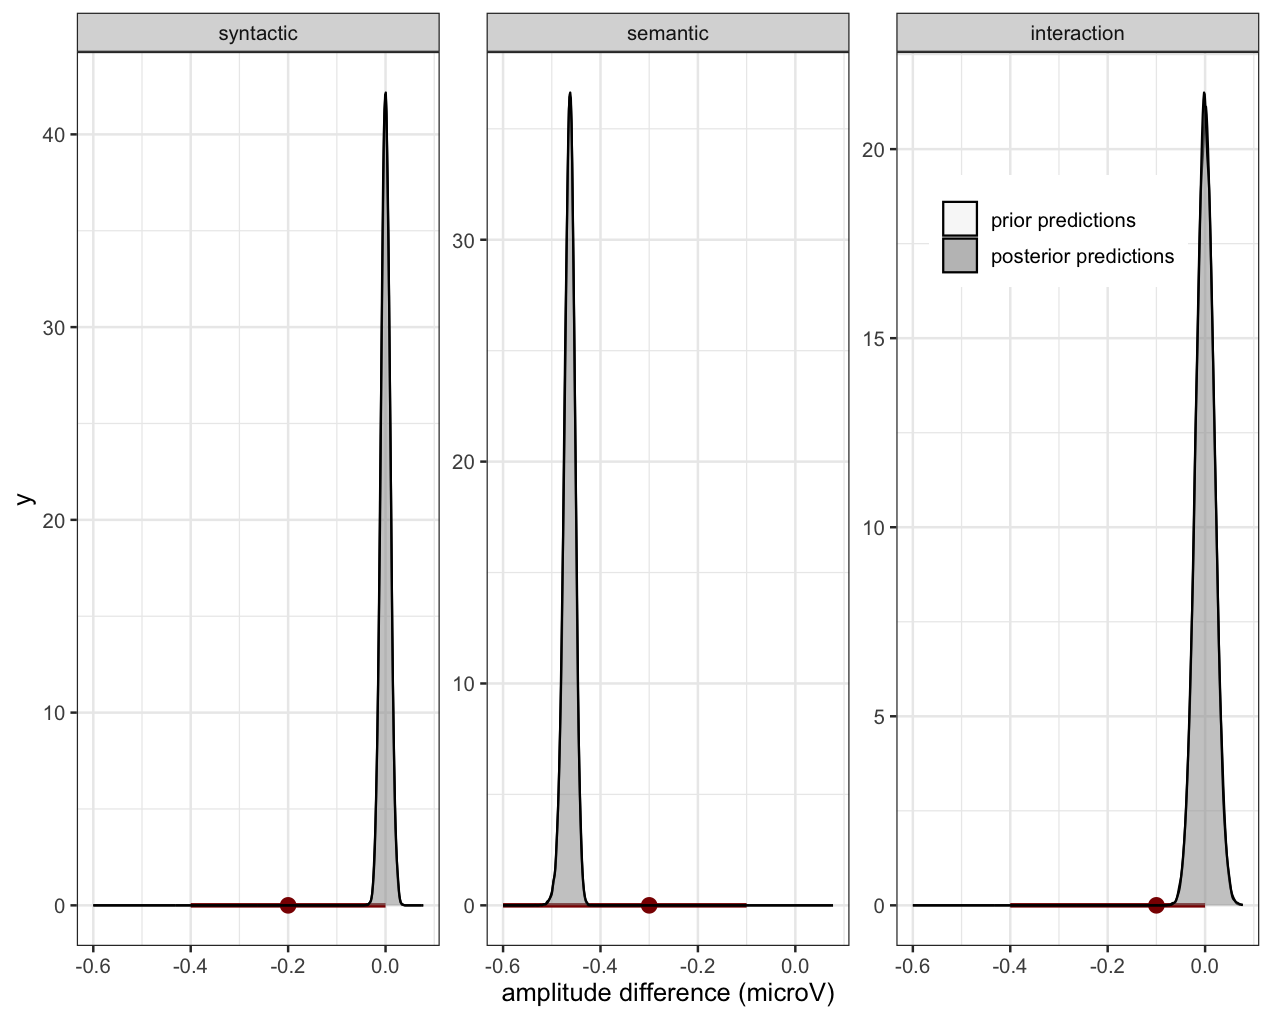 syntactic
semantic
interaction
40
30
20
10
0
30
20
10
0
20
15
10
5
0
prior predictions
posterior predictions
y
-0.6 -0.4 -0.2 0.0
-0.6 -0.4 -0.2 0.0
-0.6 -0.4 -0.2 0.0
amplitude difference (microV)